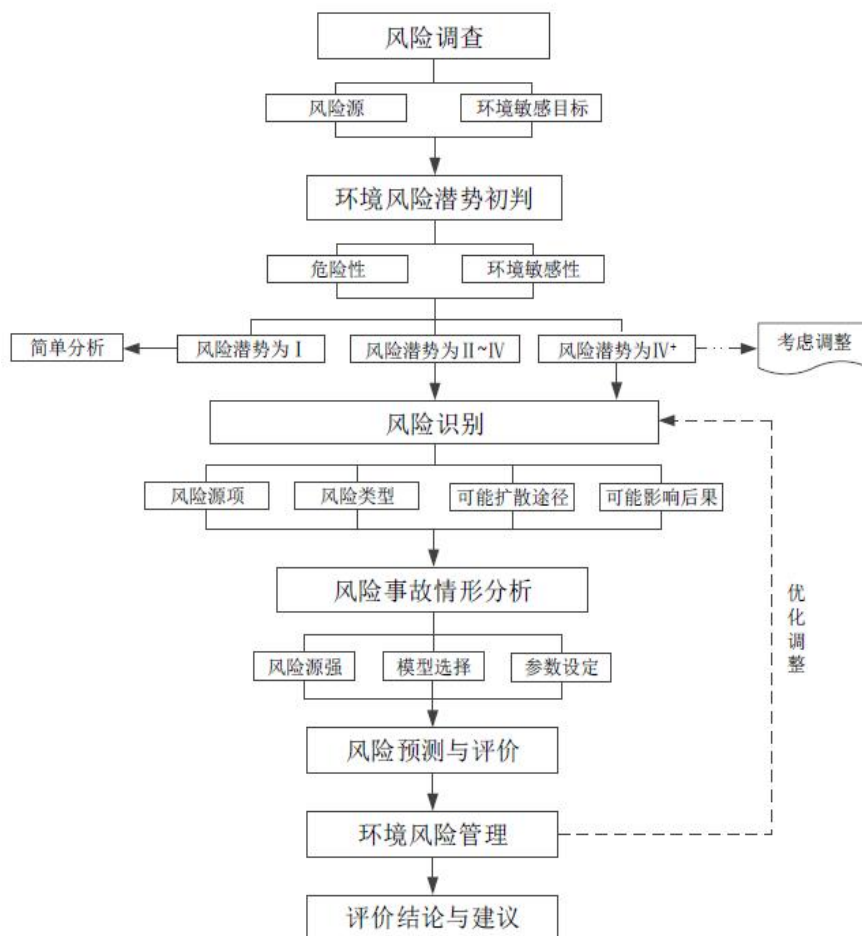 风险调查
风险源
环境敏感目标
环境风险潜势初判
危险性
环境敏感性
简单分析
风险潜势为Ⅰ
风险潜势为Ⅱ~Ⅳ
风险潜势为Ⅳ⁺
考虑调整
风险识别
风险源项
风险类型
可能扩散途径
可能影响后果
风险事故情形分析
风险源强
模型选择
参数设定
优化调整
风险预测与评价
环境风险管理
评价结论与建议